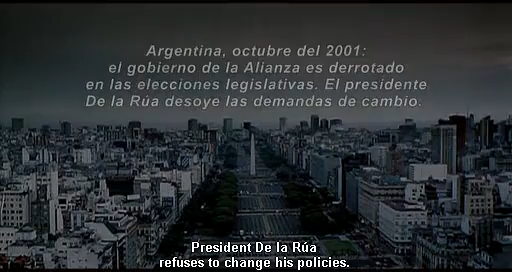 Argentina, octubre del 2001:
el gobierno de la Alianza es derrotado
en las elecciones legislativas. El presidente
De la Rúa desoye las demandas de cambio.
President De la Rúa
refuses to change his policies.